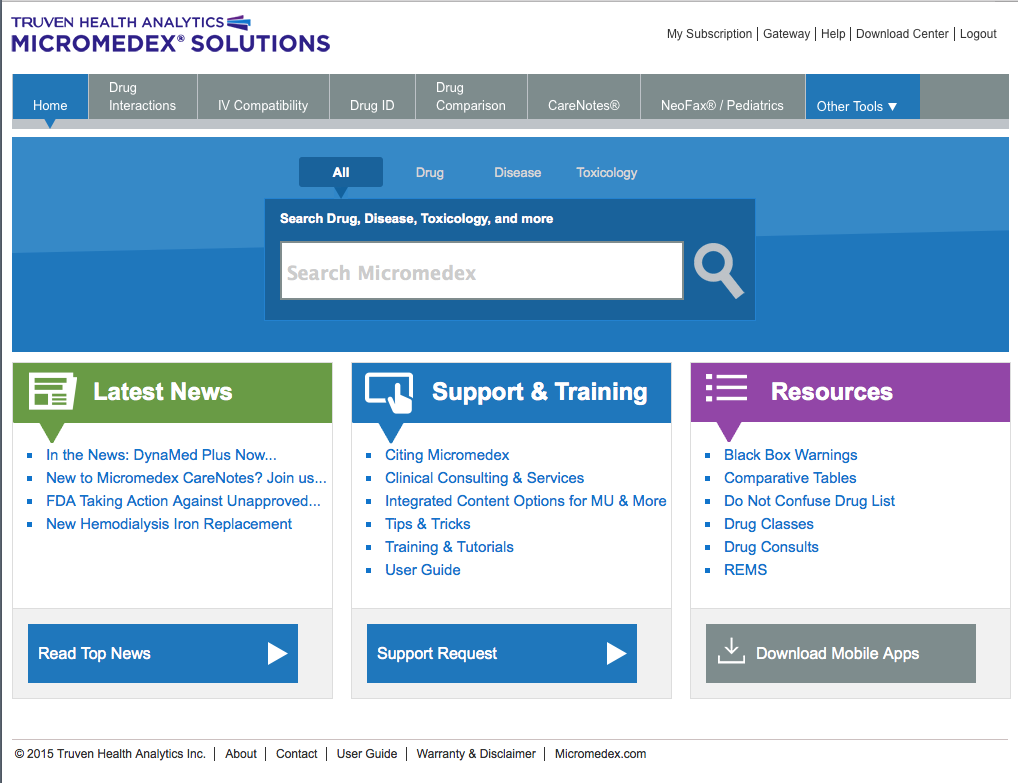 TRUVEN HEALTH ANALYTICS
MICROMEDEX® SOLUTIONS
My Subscription | Gateway | Help | Download Center | Logout
Home
Drug
Interactions
IV Compatibility
Drug ID
Drug
Comparison
CareNotes®
NeoFax® / Pediatrics
Other Tools ▼
All
Drug
Disease
Toxicology
Search Drug, Disease, Toxicology, and more
Search Micromedex
Latest News
In the News: DynaMed Plus Now...
New to Micromedex CareNotes? Join us...
FDA Taking Action Against Unapproved...
New Hemodialysis Iron Replacement
Read Top News
Support & Training
Citing Micromedex
Clinical Consulting & Services
Integrated Content Options for MU & More
Tips & Tricks
Training & Tutorials
User Guide
Support Request
Resources
Black Box Warnings
Comparative Tables
Do Not Confuse Drug List
Drug Classes
Drug Consults
REMS
Download Mobile Apps
© 2015 Truven Health Analytics Inc. | About | Contact | User Guide | Warranty & Disclaimer | Micromedex.com